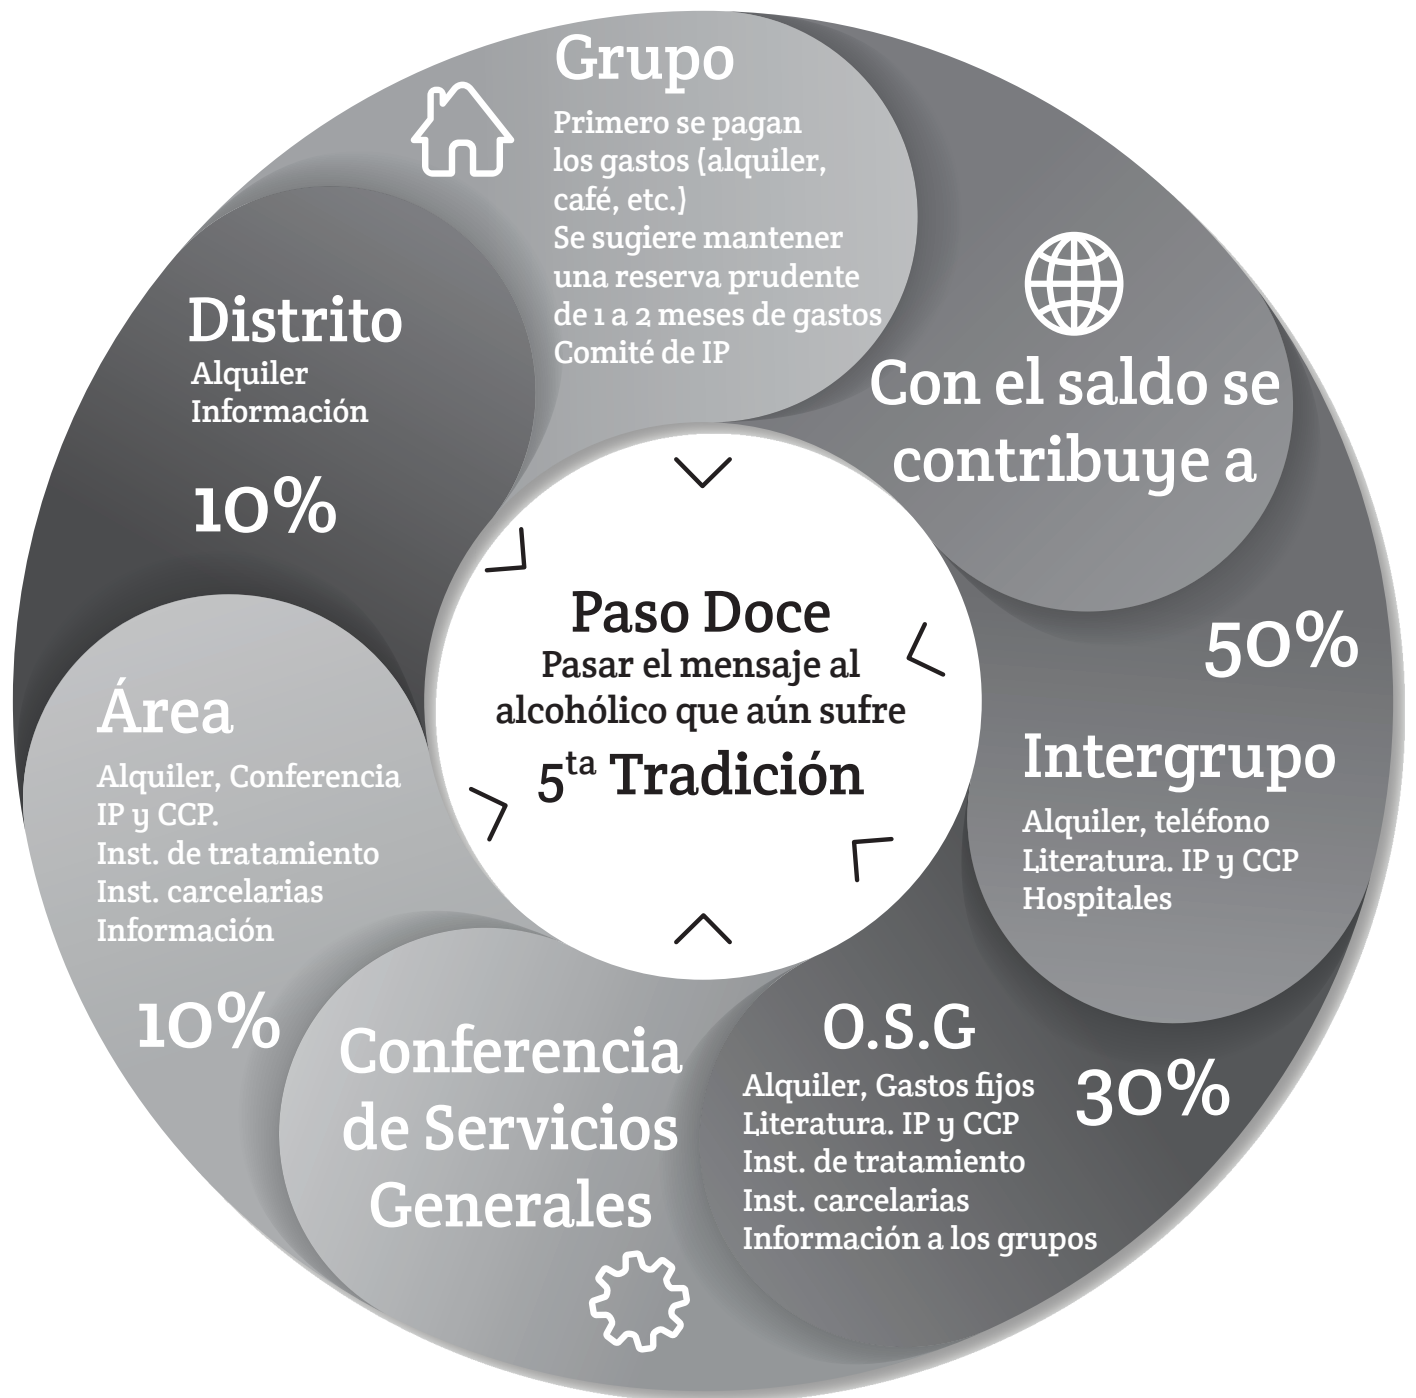 Grupo
Primero se pagan
los gastos (alquiler,
café, etc.)
Se sugiere mantener
una reserva prudente
de 1 a 2 meses de gastos
Comité de IP
Con el saldo se
contribuye a
50%
Intergrupo
Alquiler, teléfono
Literatura. IP y CCP
Hospitales
30%
O.S.G
Alquiler, Gastos fijos
Literatura. IP y CCP
Inst. de tratamiento
Inst. carcelarias
Información a los grupos
Conferencia
de Servicios
Generales
Área
Alquiler, Conferencia
IP y CCP.
Inst. de tratamiento
Inst. carcelarias
Información
10%
Distrito
Alquiler
Información
10%
Paso Doce
Pasar el mensaje al
alcohólico que aún sufre
5ta Tradición